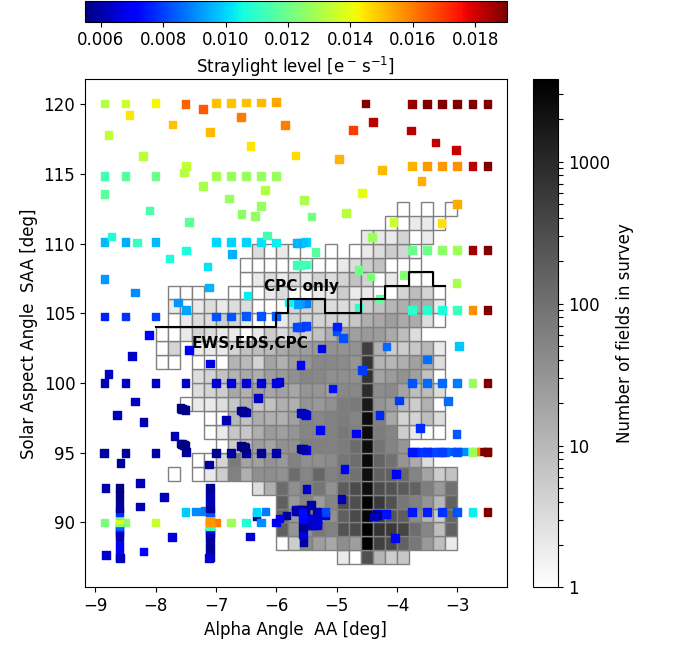 0.006 0.008 0.010 0.012 0.014 0.016 0.018
Straylight level [e⁻ s⁻¹]
120
115
110
105
100
95
90
Solar Aspect Angle  SAA [deg]
CPC only
EWS,EDS,CPC
−9 −8 −7 −6 −5 −4 −3
Alpha Angle  AA [deg]
1000
100
10
1
Number of fields in survey